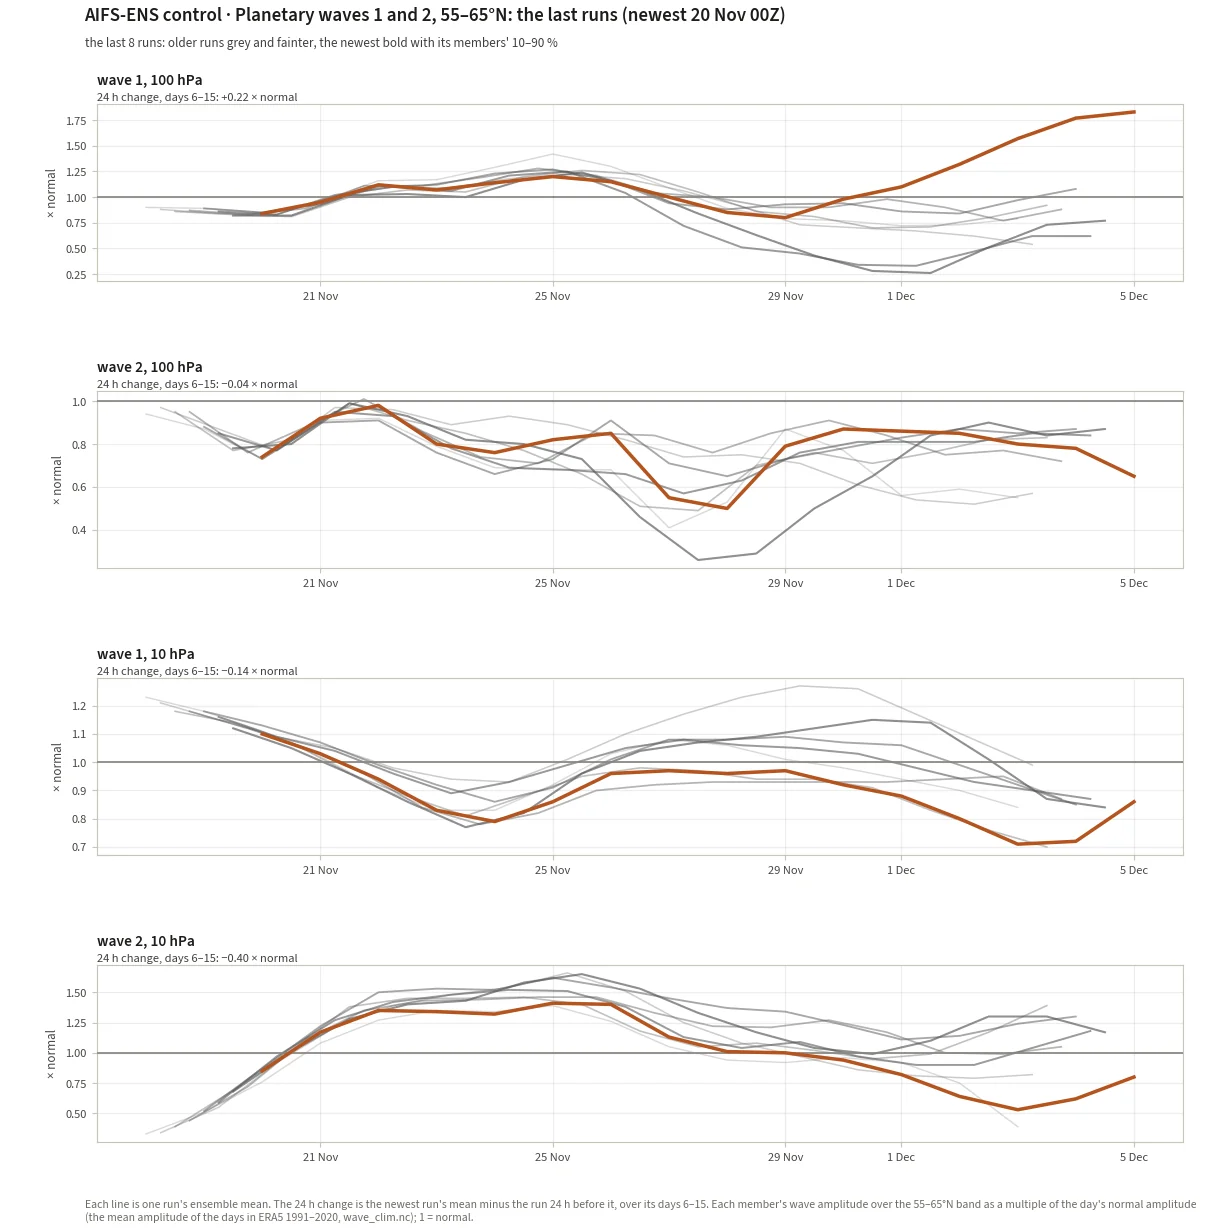 AIFS-ENS control · Planetary waves 1 and 2, 55–65°N: the last runs (newest 20 Nov 00Z)
the last 8 runs: older runs grey and fainter, the newest bold with its members' 10–90 %
wave 1, 100 hPa
24 h change, days 6–15: +0.22 × normal
1.75
1.50
1.25
1.00
0.75
0.50
0.25
× normal
21 Nov
25 Nov
29 Nov
1 Dec
5 Dec
wave 2, 100 hPa
24 h change, days 6–15: −0.04 × normal
1.0
0.8
0.6
0.4
× normal
21 Nov
25 Nov
29 Nov
1 Dec
5 Dec
wave 1, 10 hPa
24 h change, days 6–15: −0.14 × normal
1.2
1.1
1.0
0.9
0.8
0.7
× normal
21 Nov
25 Nov
29 Nov
1 Dec
5 Dec
wave 2, 10 hPa
24 h change, days 6–15: −0.40 × normal
1.50
1.25
1.00
0.75
0.50
× normal
21 Nov
25 Nov
29 Nov
1 Dec
5 Dec
Each line is one run's ensemble mean. The 24 h change is the newest run's mean minus the run 24 h before it, over its days 6–15. Each member's wave amplitude over the 55–65°N band as a multiple of the day's normal amplitude
(the mean amplitude of the days in ERA5 1991–2020, wave_clim.nc); 1 = normal.